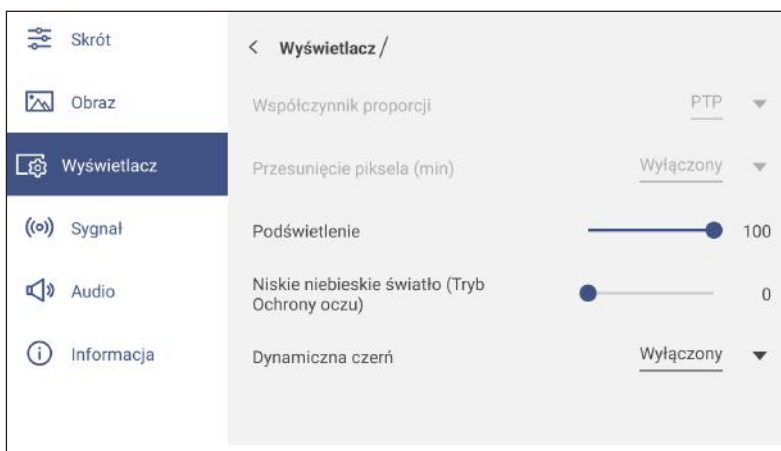 Skrót
Obraz
Wyświetlacz
Sygnał
Audio
Informacja
Wyświetlacz /
Współczynnik proporcji PTP
Przesunięcie piksela (min) Wyłączony
Podświetlenie 100
Niskie niebieskie światło (Tryb
Ochrony oczu) 0
Dynamiczna czerń Wyłączony